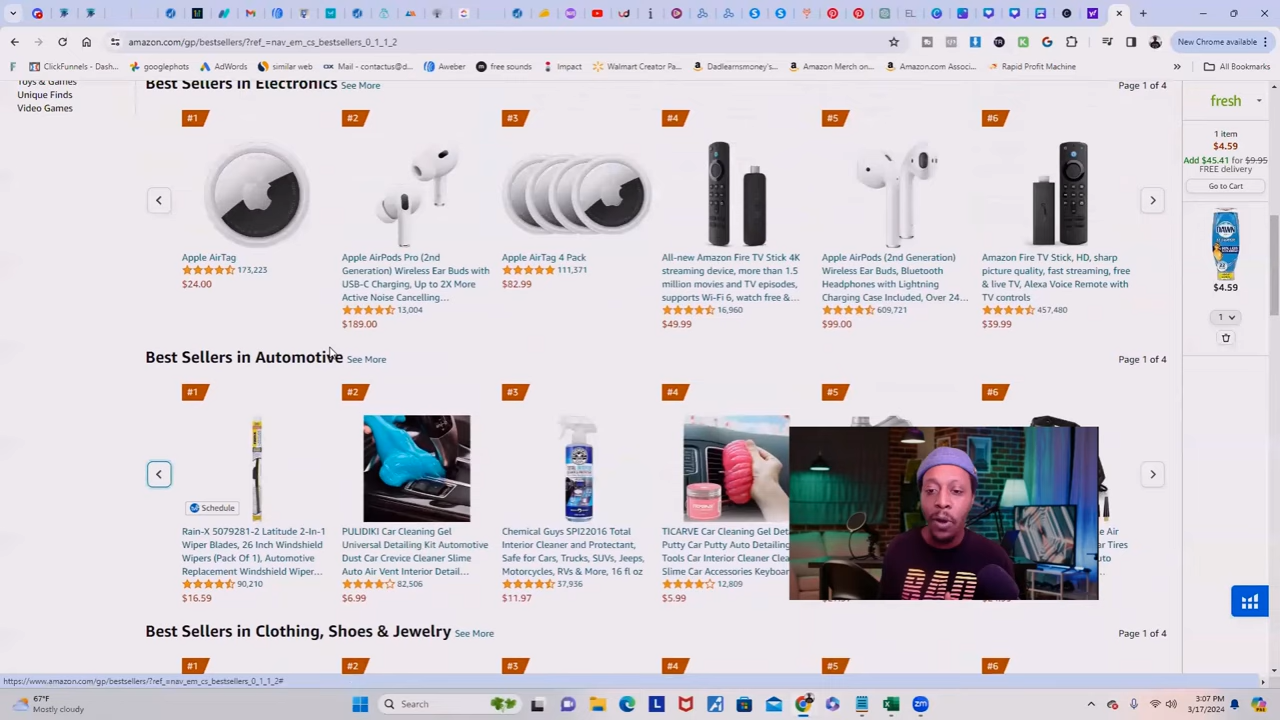 New Chrome available
amazon.com/gp/bestsellers/?ref_=nav_em_cs_bestsellers_0_1_1_2
ClickFunnels - Dash...
googlephots
AdWords
similar web
Mail - contactus@d...
Aweber
free sounds
Impact
Walmart Creator Pa...
Dadlearnsmoney's...
Amazon Merch on...
Amazon.com Associ...
Rapid Profit Machine
»
All Bookmarks
Toys & Games
Unique Finds
Video Games
Best Sellers in Electronics See More
Page 1 of 4
#1
#2
#3
#4
#5
#6
Apple AirTag
173,223
$24.00
Apple AirPods Pro (2nd
Generation) Wireless Ear Buds with
USB-C Charging, Up to 2X More
Active Noise Cancelling...
13,004
$189.00
Apple AirTag 4 Pack
111,371
$82.99
All-new Amazon Fire TV Stick 4K
streaming device, more than 1.5
million movies and TV episodes,
supports Wi-Fi 6, watch free &...
16,960
$49.99
Apple AirPods (2nd Generation)
Wireless Ear Buds, Bluetooth
Headphones with Lightning
Charging Case Included, Over 24...
609,721
$99.00
Amazon Fire TV Stick, HD, sharp
picture quality, fast streaming, free
& live TV, Alexa Voice Remote with
TV controls
457,480
$39.99
fresh
1 item
$4.59
Add $45.41 for $9.95
FREE delivery
Go to Cart
DAWN
$4.59
1
Best Sellers in Automotive See More
Page 1 of 4
#1
#2
#3
#4
#5
#6
Schedule
Rain-X 5079281-2 Latitude 2-In-1
Wiper Blades, 26 Inch Windshield
Wipers (Pack Of 1), Automotive
Replacement Windshield Wiper...
90,210
$16.59
PULIDIKI Car Cleaning Gel
Universal Detailing Kit Automotive
Dust Car Crevice Cleaner Slime
Auto Air Vent Interior Detail...
82,506
$6.99
Chemical Guys SPI22016 Total
Interior Cleaner and Protectant,
Safe for Cars, Trucks, SUVs, Jeeps,
Motorcycles, RVs & More, 16 fl oz
37,936
$11.97
TICARVE Car Cleaning Gel Det
Putty Car Putty Auto Detailing
Tools Car Interior Cleaner Clea
Slime Car Accessories Keyboar
12,809
$5.99
e Air
r Tires
Best Sellers in Clothing, Shoes & Jewelry See More
Page 1 of 4
#1
#2
#3
#4
#5
#6
https://www.amazon.com/gp/bestsellers/?ref_=nav_em_cs_bestsellers_0_1_1_2#
67°F
Mostly cloudy
Search
3:07 PM
3/17/2024